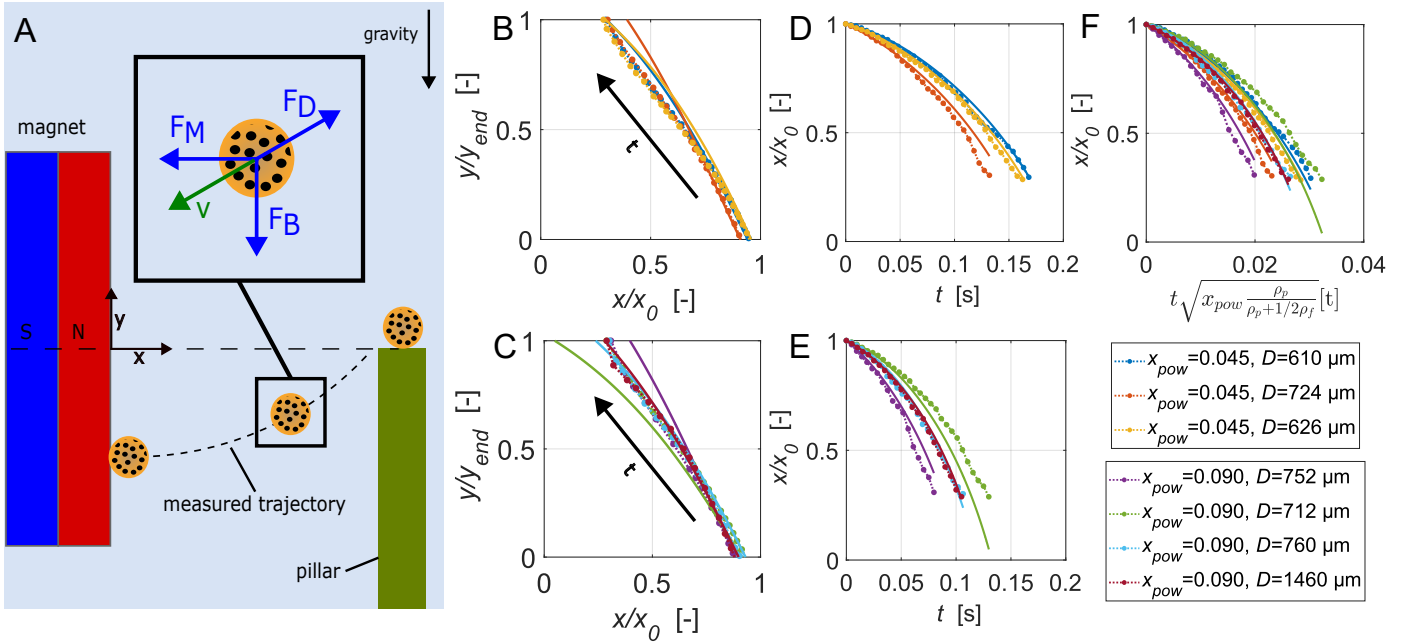 A
gravity
magnet
F_D
F_M
v
F_B
S
N
y
x
measured trajectory
pillar
B
y/y_end [-]
1
0.5
0
t
0
0.5
1
x/x_0 [-]
C
y/y_end [-]
1
0.5
0
t
0
0.5
1
x/x_0 [-]
D
x/x_0 [-]
1
0.5
0
0
0.05
0.1
0.15
0.2
t [s]
E
x/x_0 [-]
1
0.5
0
0
0.05
0.1
0.15
0.2
t [s]
F
x/x_0 [-]
1
0.5
0
0
0.02
0.04
t√x_pow ρ_p/ρ_p+1/2ρ_f [t]
x_pow=0.045, D=610 μm
x_pow=0.045, D=724 μm
x_pow=0.045, D=626 μm
x_pow=0.090, D=752 μm
x_pow=0.090, D=712 μm
x_pow=0.090, D=760 μm
x_pow=0.090, D=1460 μm